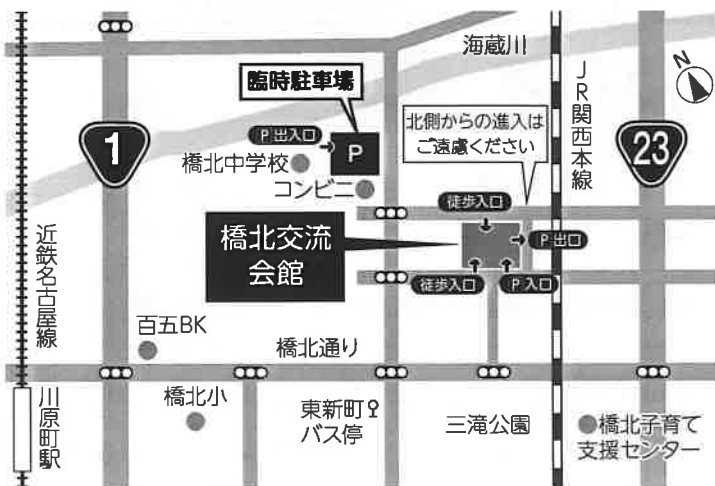 海蔵川
N
臨時駐車場
JR関西本線
1
P出入口
P
北側からの進入は
ご遠慮ください
23
橋北中学校
コンビニ
徒歩入口
橋北交流
会館
P出口
近鉄名古屋線
徒歩入口
P入口
百五BK
橋北通り
川原町駅
橋北小
東新町
バス停
三滝公園
橋北子育て
支援センター